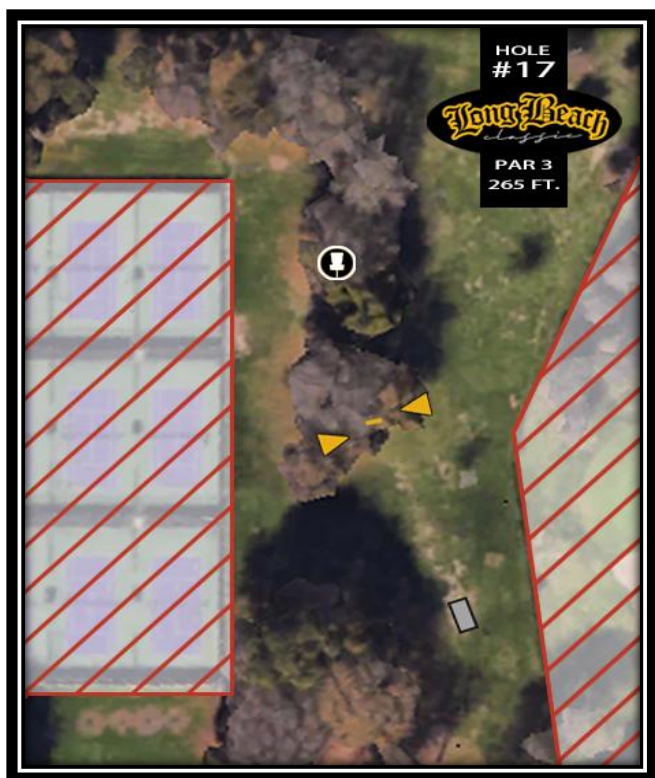 HOLE
#17
Long Beach
classic
PAR 3
265 FT.